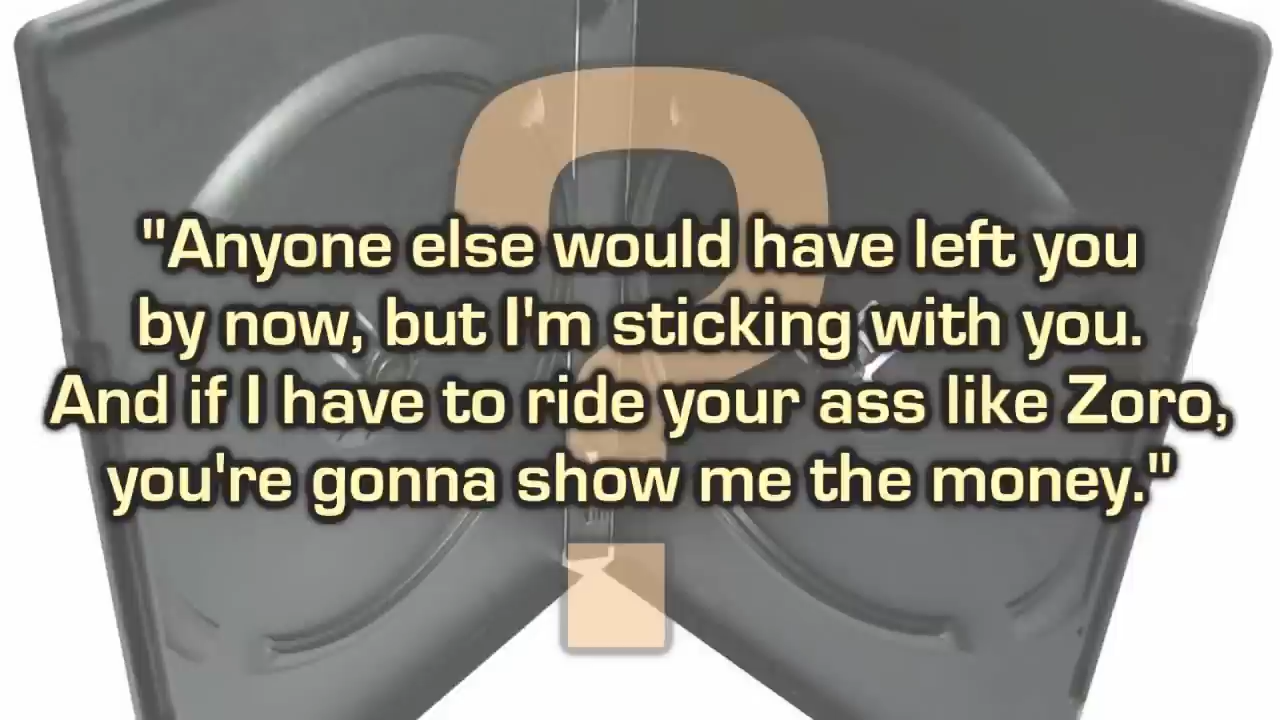 "Anyone else would have left you
by now, but I'm sticking with you.
And if I have to ride your ass like Zoro,
you're gonna show me the money."